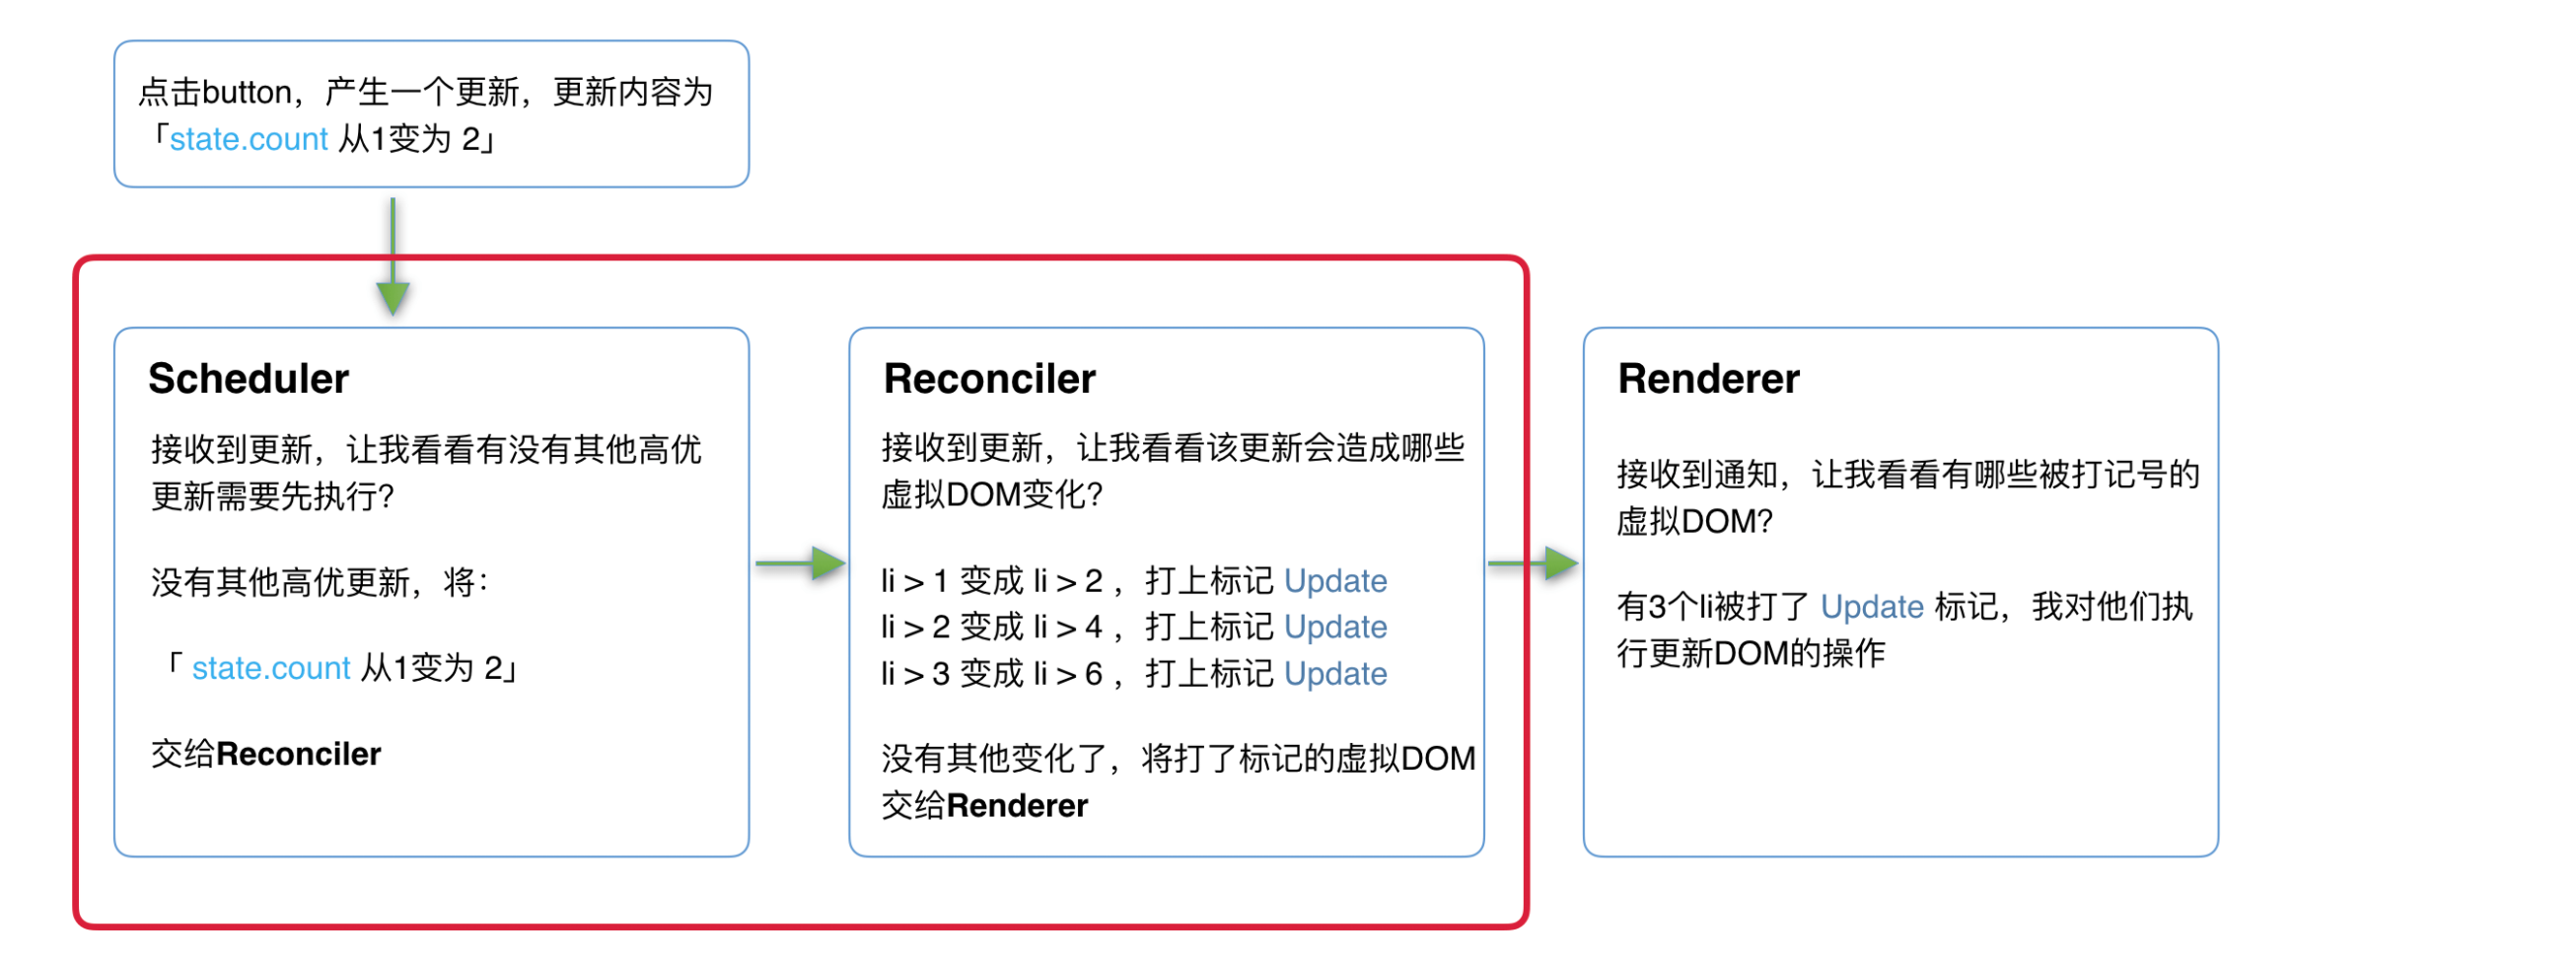 点击button，产生一个更新，更新内容为
「state.count 从1变为 2」
Scheduler
接收到更新，让我看看有没有其他高优
更新需要先执行？
没有其他高优更新，将：
「 state.count 从1变为 2」
交给Reconciler
Reconciler
接收到更新，让我看看该更新会造成哪些
虚拟DOM变化？
li > 1 变成 li > 2 ，打上标记 Update
li > 2 变成 li > 4 ，打上标记 Update
li > 3 变成 li > 6 ，打上标记 Update
没有其他变化了，将打了标记的虚拟DOM
交给Renderer
Renderer
接收到通知，让我看看有哪些被打记号的
虚拟DOM？
有3个li被打了 Update 标记，我对他们执
行更新DOM的操作